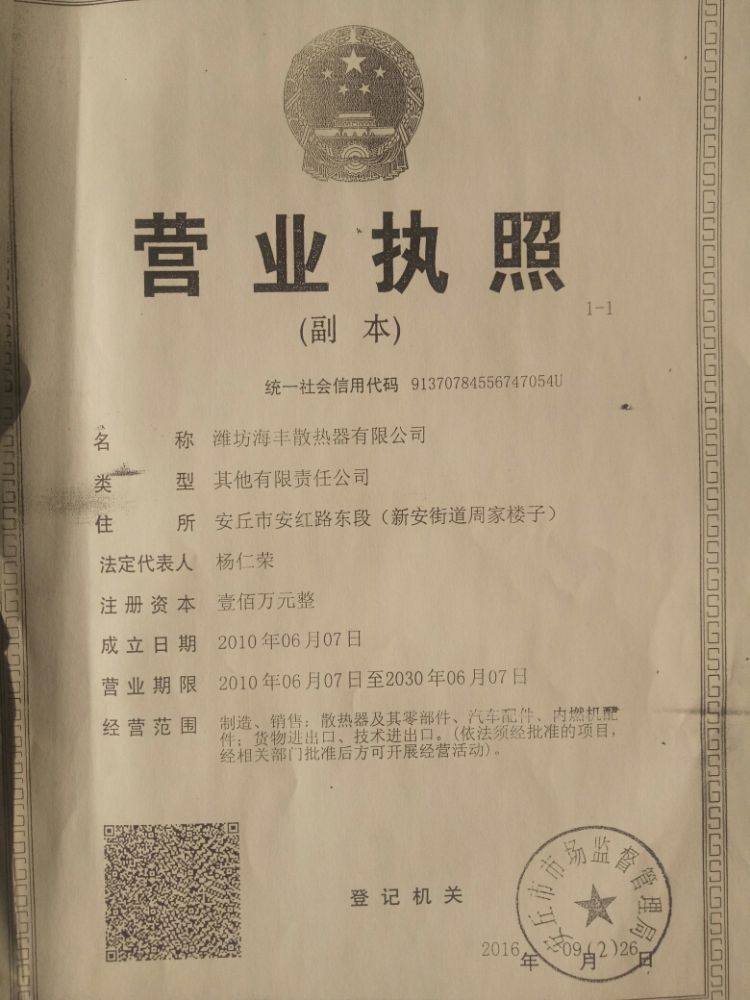 营业执照
(副 本)
1-1
统一社会信用代码 91370784556747054U
名 称 潍坊海丰散热器有限公司
类 型 其他有限责任公司
住 所 安丘市安红路东段（新安街道周家楼子）
法定代表人 杨仁荣
注册资本 壹佰万元整
成立日期 2010年06月07日
营业期限 2010年06月07日至2030年06月07日
经营范围 制造、销售：散热器及其零部件、汽车配件、内燃机配
件；货物进出口、技术进出口。(依法须经批准的项目，
经相关部门批准后方可开展经营活动)。
登记机关
安丘市市场监督管理局
(2)
2016年09月26日